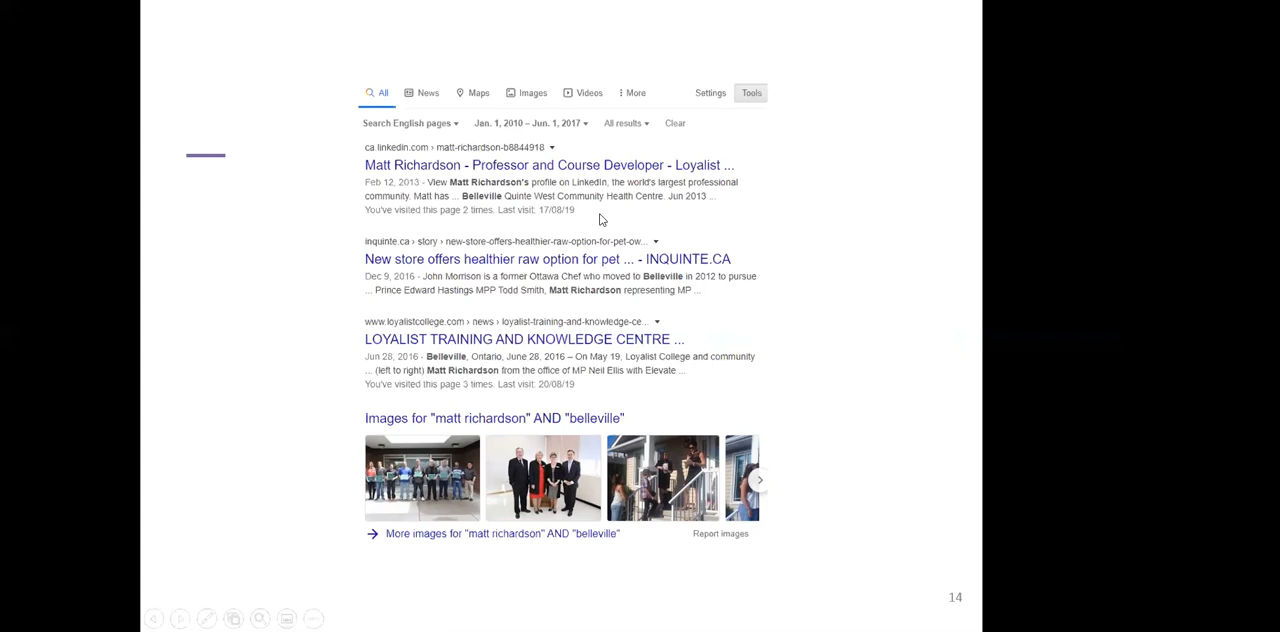 All News Maps Images Videos More Settings Tools
Search English pages Jan. 1, 2010 – Jun. 1, 2017 All results Clear
ca.linkedin.com › matt-richardson-b8844918
Matt Richardson - Professor and Course Developer - Loyalist ...
Feb 12, 2013 - View Matt Richardson's profile on LinkedIn, the world's largest professional
community. Matt has ... Belleville Quinte West Community Health Centre. Jun 2013 ...
You've visited this page 2 times. Last visit: 17/08/19
inquinte.ca › story › new-store-offers-healthier-raw-option-for-pet-ow...
New store offers healthier raw option for pet ... - INQUINTE.CA
Dec 9, 2016 - John Morrison is a former Ottawa Chef who moved to Belleville in 2012 to pursue
... Prince Edward Hastings MPP Todd Smith, Matt Richardson representing MP ...
www.loyalistcollege.com › news › loyalist-training-and-knowledge-ce...
LOYALIST TRAINING AND KNOWLEDGE CENTRE ...
Jun 28, 2016 - Belleville, Ontario, June 28, 2016 – On May 19, Loyalist College and community
... (left to right) Matt Richardson from the office of MP Neil Ellis with Elevate ...
You've visited this page 3 times. Last visit: 20/08/19
Images for "matt richardson" AND "belleville"
More images for "matt richardson" AND "belleville" Report images
14